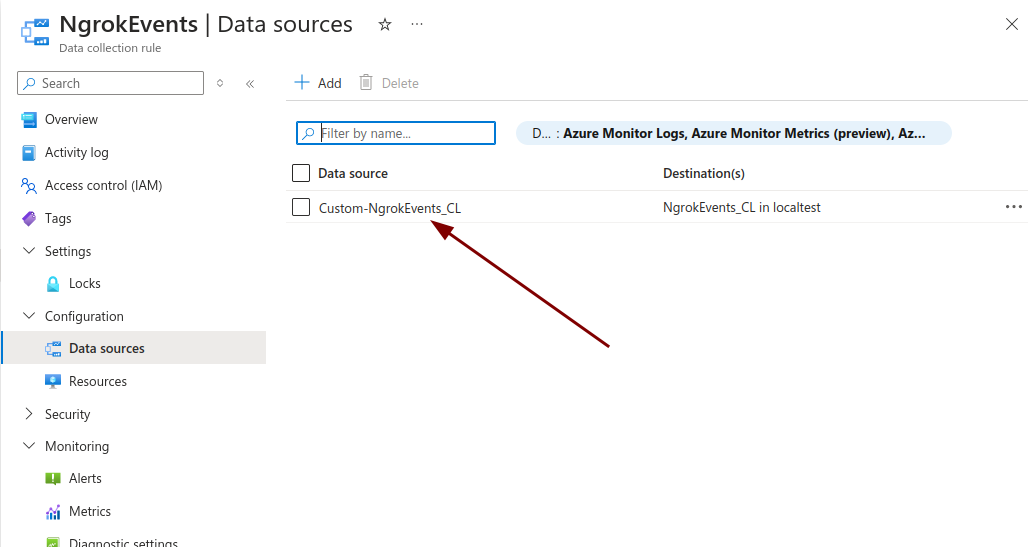 NgrokEvents | Data sources
Data collection rule
Search
Add
Delete
Overview
Activity log
Access control (IAM)
Tags
Settings
Locks
Configuration
Data sources
Resources
Security
Monitoring
Alerts
Metrics
Diagnostic settings
Filter by name...
D... : Azure Monitor Logs, Azure Monitor Metrics (preview), Az...
Data source Destination(s)
Custom-NgrokEvents_CL NgrokEvents_CL in localtest